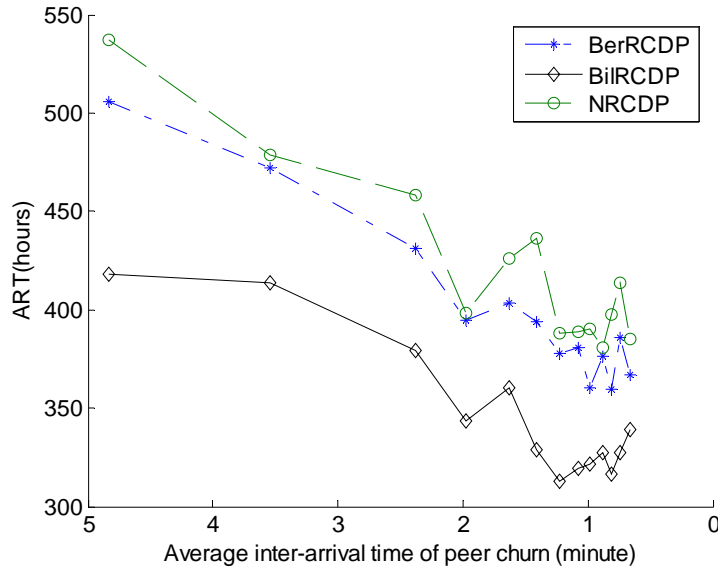 550
500
450
400
350
300
ART(hours)
BerRCDP
BilRCDP
NRCDP
5
4
3
2
1
0
Average inter-arrival time of peer churn (minute)